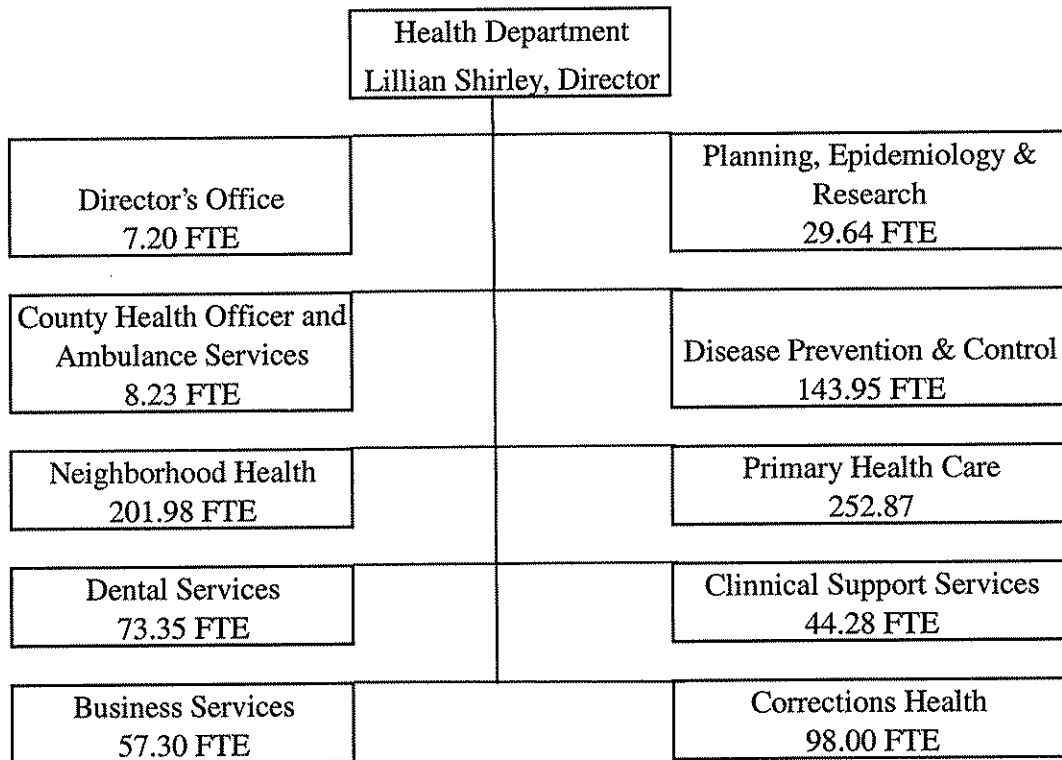 Health Department
Lillian Shirley, Director
Director's Office
7.20 FTE
Planning, Epidemiology &
Research
29.64 FTE
County Health Officer and
Ambulance Services
8.23 FTE
Disease Prevention & Control
143.95 FTE
Neighborhood Health
201.98 FTE
Primary Health Care
252.87
Dental Services
73.35 FTE
Clinnical Support Services
44.28 FTE
Business Services
57.30 FTE
Corrections Health
98.00 FTE